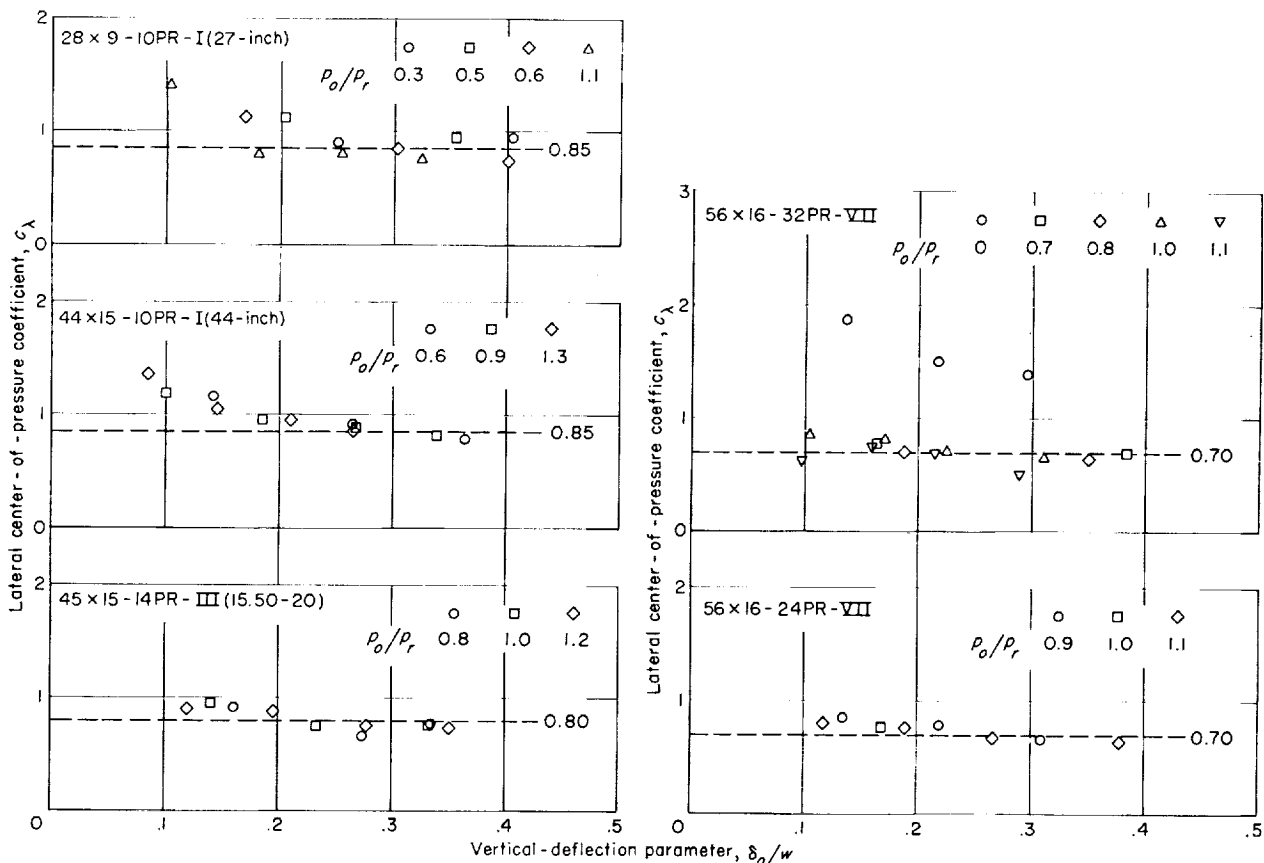 2
28 × 9-10PR-I(27-inch)
p_o/p_r 0.3 0.5 0.6 1.1
1
0.85
0
2
44×15-10PR-I(44-inch)
p_o/p_r 0.6 0.9 1.3
1
0.85
0
2
45×15-14PR-III(15.50-20)
p_o/p_r 0.8 1.0 1.2
1
0.80
0 .1 .2 .3 .4 .5
Lateral center-of-pressure coefficient, c_λ
3
56×16-32PR-VII
p_o/p_r 0 0.7 0.8 1.0 1.1
2
1
0.70
0
2
56×16-24PR-VII
p_o/p_r 0.9 1.0 1.1
1
0.70
0 .1 .2 .3 .4 .5
Lateral center-of-pressure coefficient, c_λ
Vertical-deflection parameter, δ_o/w